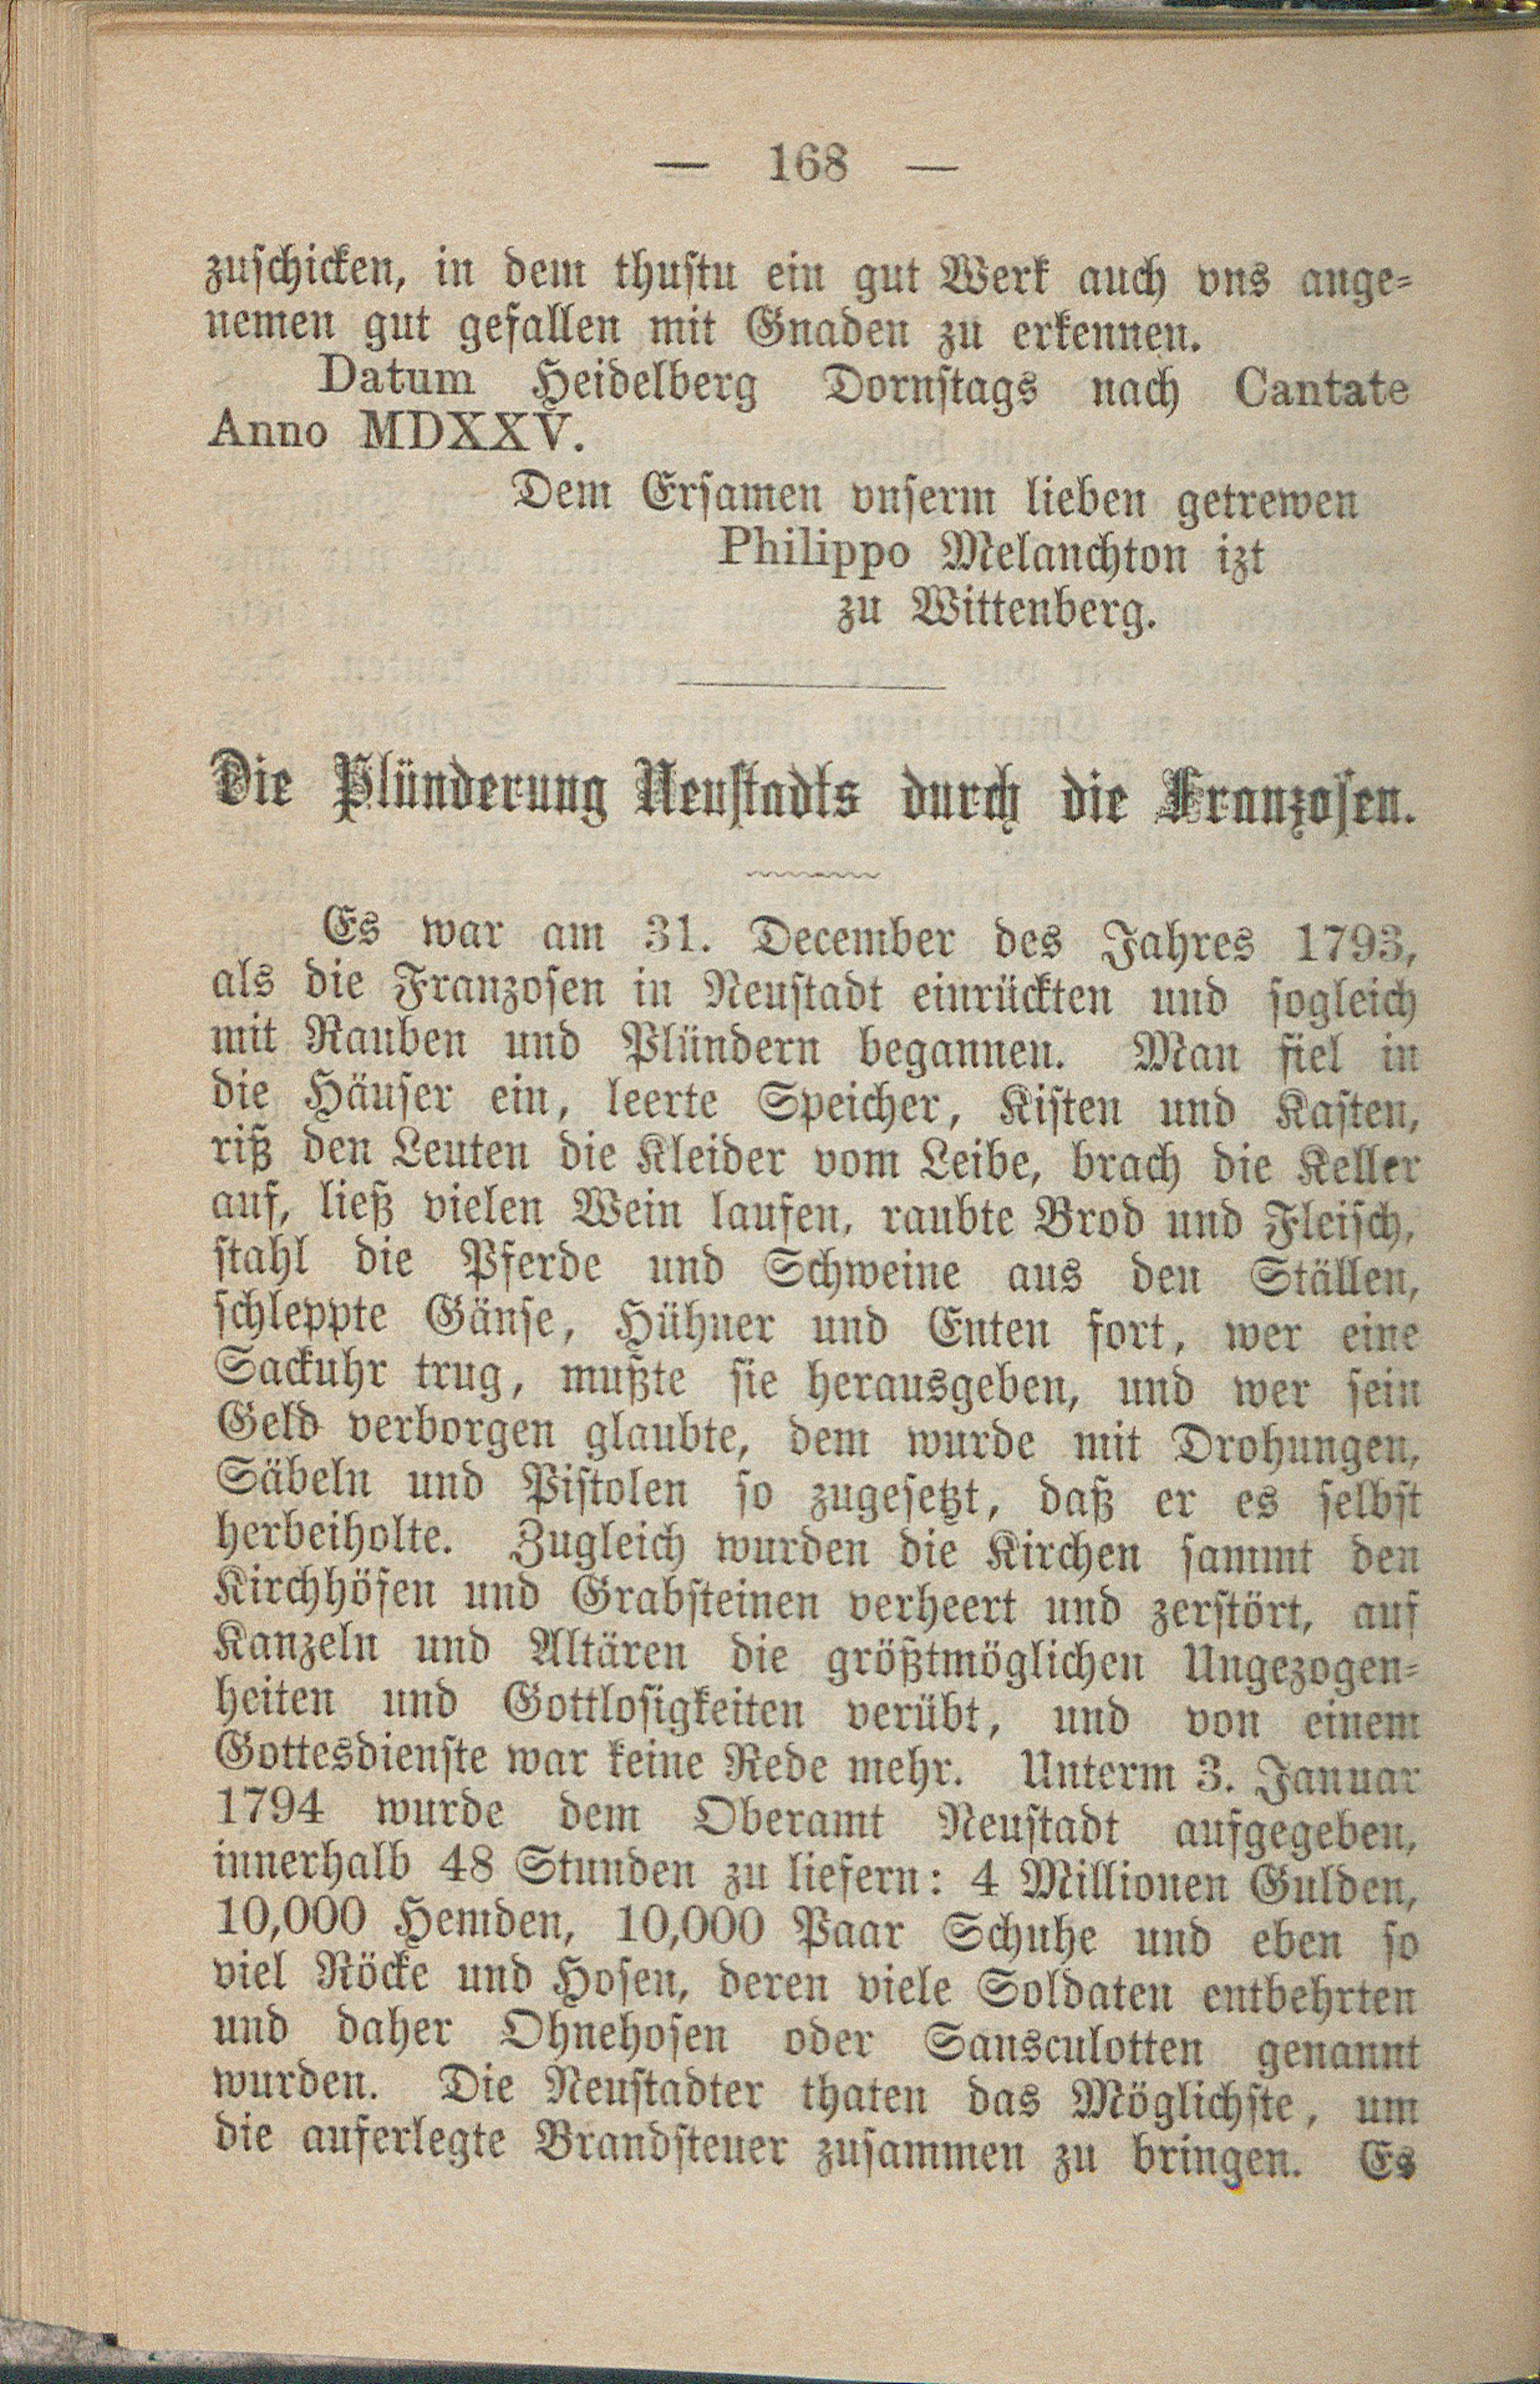 — 168 —
zuschicken, in dem thustu ein gut Werk auch vns ange-
nemen gut gefallen mit Gnaden zu erkennen.
Datum Heidelberg Dornstags nach Cantate
Anno MDXXV.
Dem Ersamen vnserm lieben getrewen
Philippo Melanchton izt
zu Wittenberg.
Die Plünderung Neustadts durch die Franzosen.
Es war am 31. December des Jahres 1793,
als die Franzosen in Neustadt einrückten und sogleich
mit Rauben und Plündern begannen. Man fiel in
die Häuser ein, leerte Speicher, Kisten und Kasten,
riß den Leuten die Kleider vom Leibe, brach die Keller
auf, ließ vielen Wein laufen, raubte Brod und Fleisch,
stahl die Pferde und Schweine aus den Ställen,
schleppte Gänse, Hühner und Enten fort, wer eine
Sackuhr trug, mußte sie herausgeben, und wer sein
Geld verborgen glaubte, dem wurde mit Drohungen,
Säbeln und Pistolen so zugesetzt, daß er es selbst
herbeiholte. Zugleich wurden die Kirchen sammt den
Kirchhöfen und Grabsteinen verheert und zerstört, auf
Kanzeln und Altären die größtmöglichen Ungezogen-
heiten und Gottlosigkeiten verübt, und von einem
Gottesdienste war keine Rede mehr. Unterm 3. Januar
1794 wurde dem Oberamt Neustadt aufgegeben,
innerhalb 48 Stunden zu liefern: 4 Millionen Gulden,
10,000 Hemden, 10,000 Paar Schuhe und eben so
viel Röcke und Hosen, deren viele Soldaten entbehrten
und daher Ohnehosen oder Sansculotten genannt
wurden. Die Neustadter thaten das Möglichste, um
die auferlegte Brandsteuer zusammen zu bringen. Es